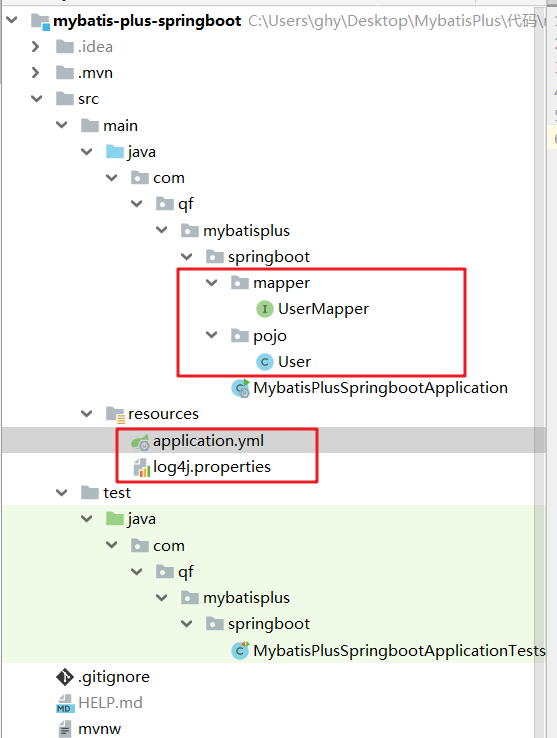 mybatis-plus-springboot C:\Users\ghy\Desktop\MybatisPlus\代码\
.idea
.mvn
src
main
java
com
qf
mybatisplus
springboot
mapper
I UserMapper
pojo
C User
MybatisPlusSpringbootApplication
resources
application.yml
log4j.properties
test
java
com
qf
mybatisplus
springboot
C MybatisPlusSpringbootApplicationTests
.gitignore
MD HELP.md
mvnw